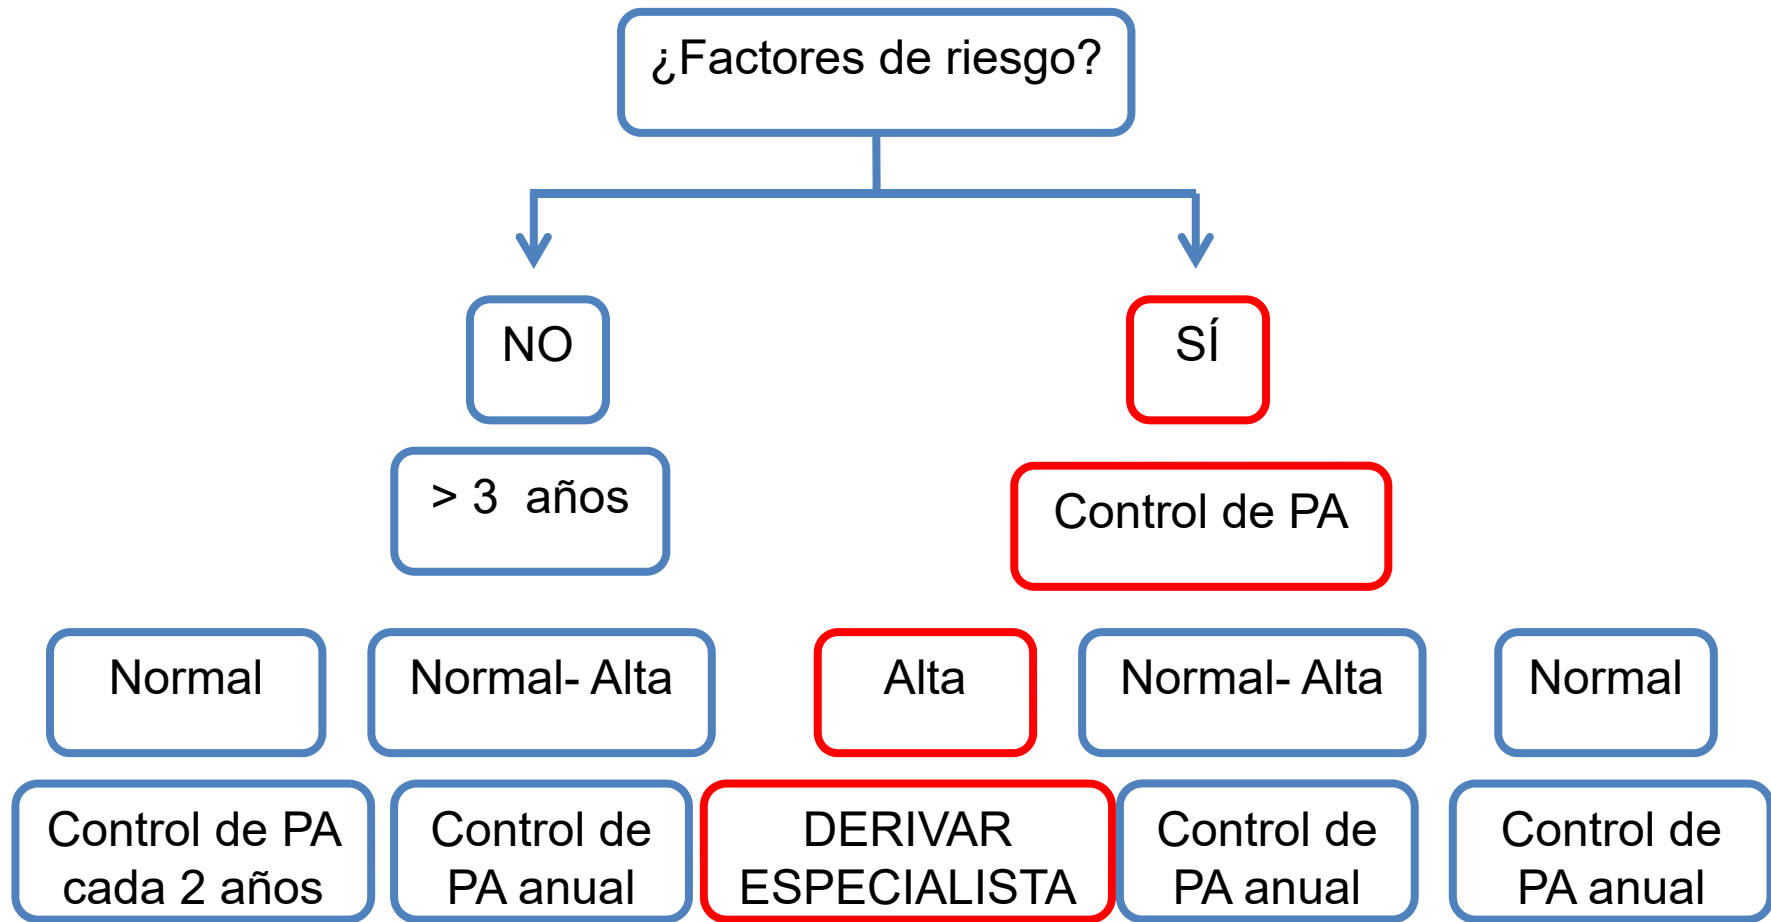 ¿Factores de riesgo?
NO
SÍ
> 3 años
Control de PA
Normal
Normal- Alta
Alta
Normal- Alta
Normal
Control de PA
cada 2 años
Control de
PA anual
DERIVAR
ESPECIALISTA
Control de
PA anual
Control de
PA anual